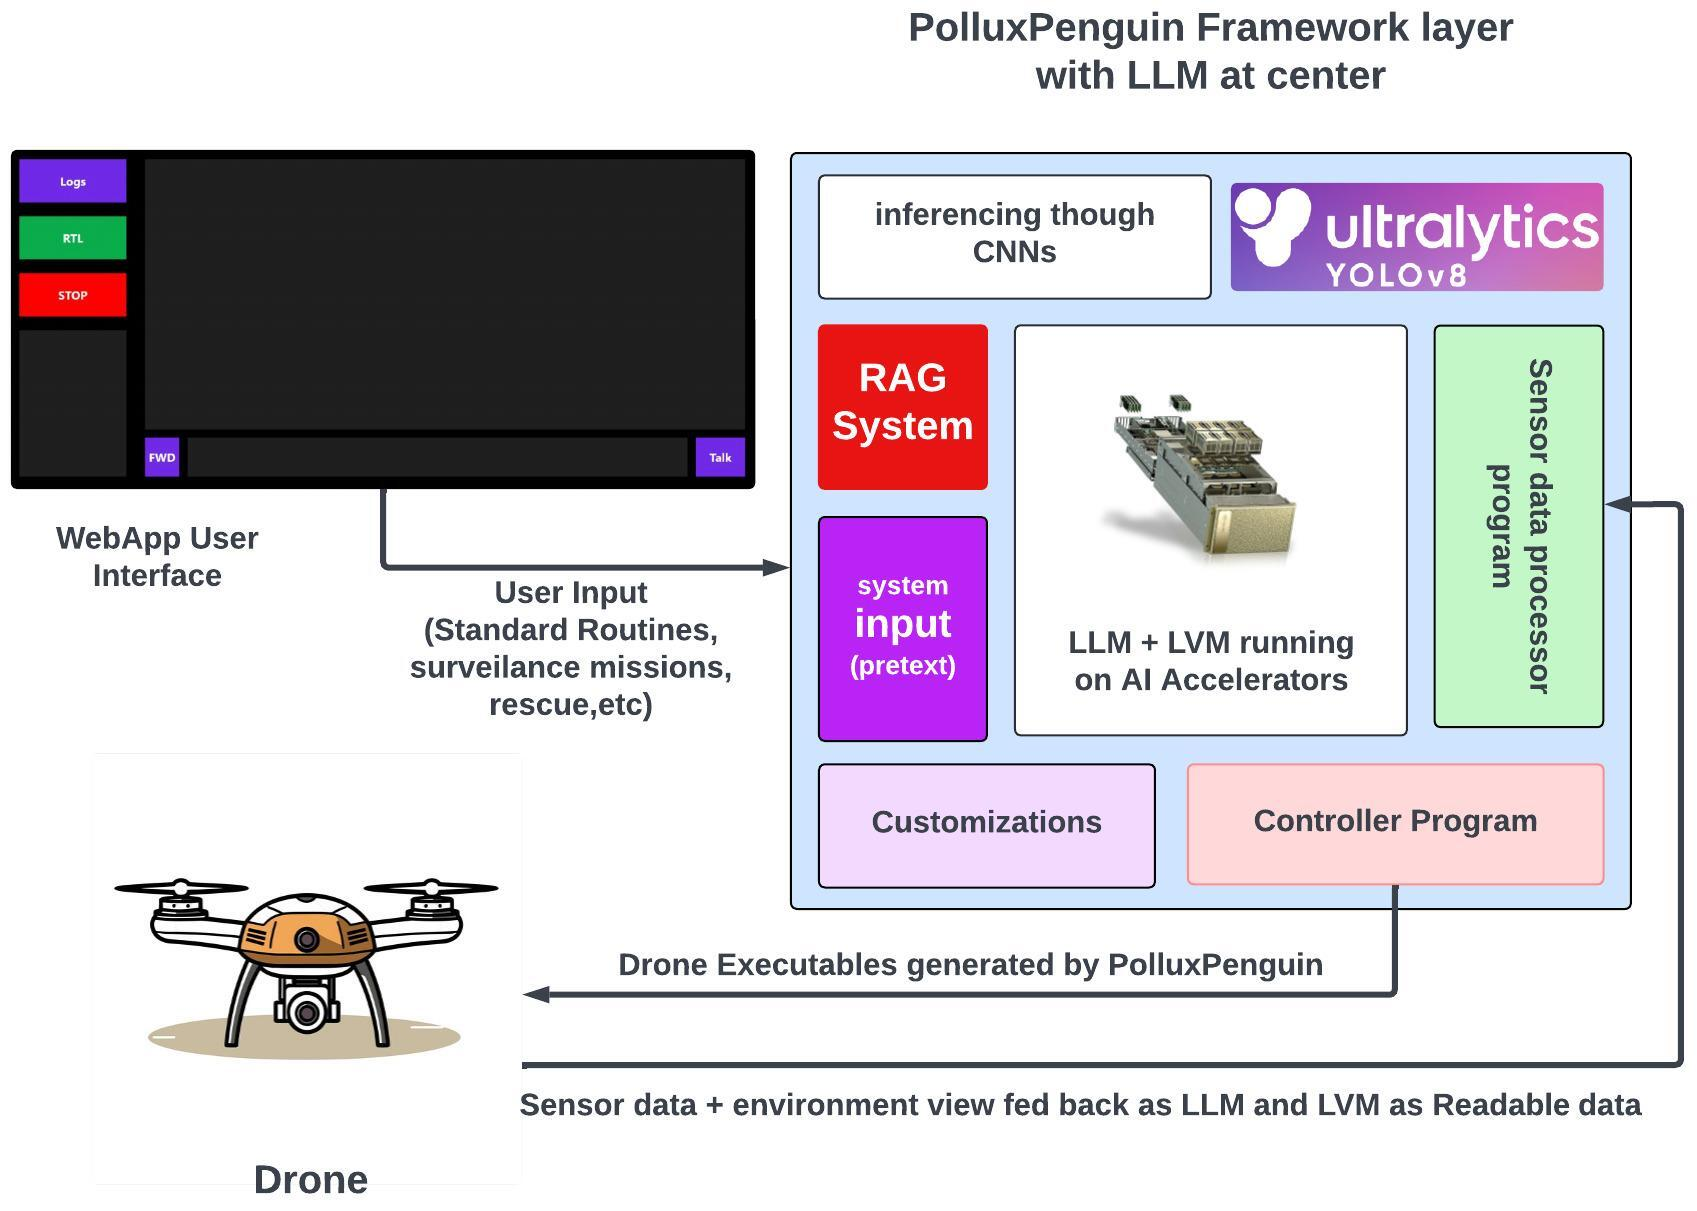 PolluxPenguin Framework layer
with LLM at center
Logs
RTL
STOP
FWD
Talk
WebApp User
Interface
User Input
(Standard Routines,
surveilance missions,
rescue,etc)
inferencing though
CNNs
ultralytics
YOLOv8
RAG
System
system
input
(pretext)
LLM + LVM running
on AI Accelerators
Sensor data processor
program
Customizations
Controller Program
Drone Executables generated by PolluxPenguin
Sensor data + environment view fed back as LLM and LVM as Readable data
Drone